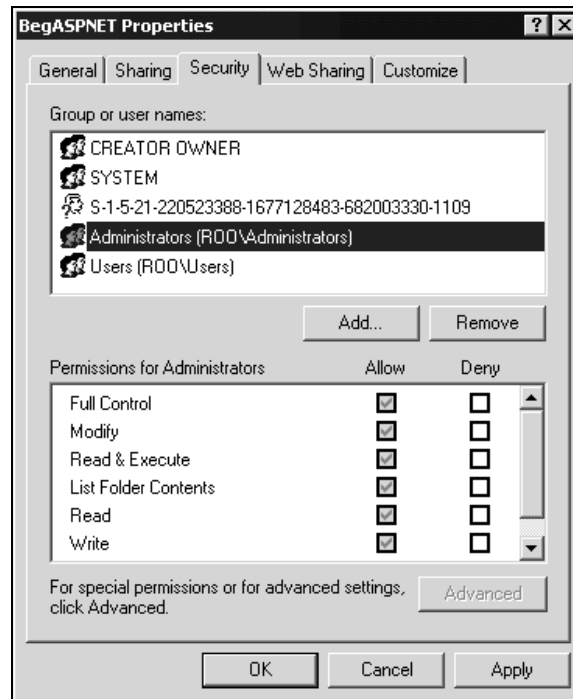 BegASPNET Properties
General Sharing Security Web Sharing Customize
Group or user names:
CREATOR OWNER
SYSTEM
S-1-5-21-220523388-1677128483-682003330-1109
Administrators (ROO\Administrators)
Users (ROO\Users)
Add... Remove
Permissions for Administrators Allow Deny
Full Control
Modify
Read & Execute
List Folder Contents
Read
Write
For special permissions or for advanced settings,
click Advanced.
Advanced
OK Cancel Apply